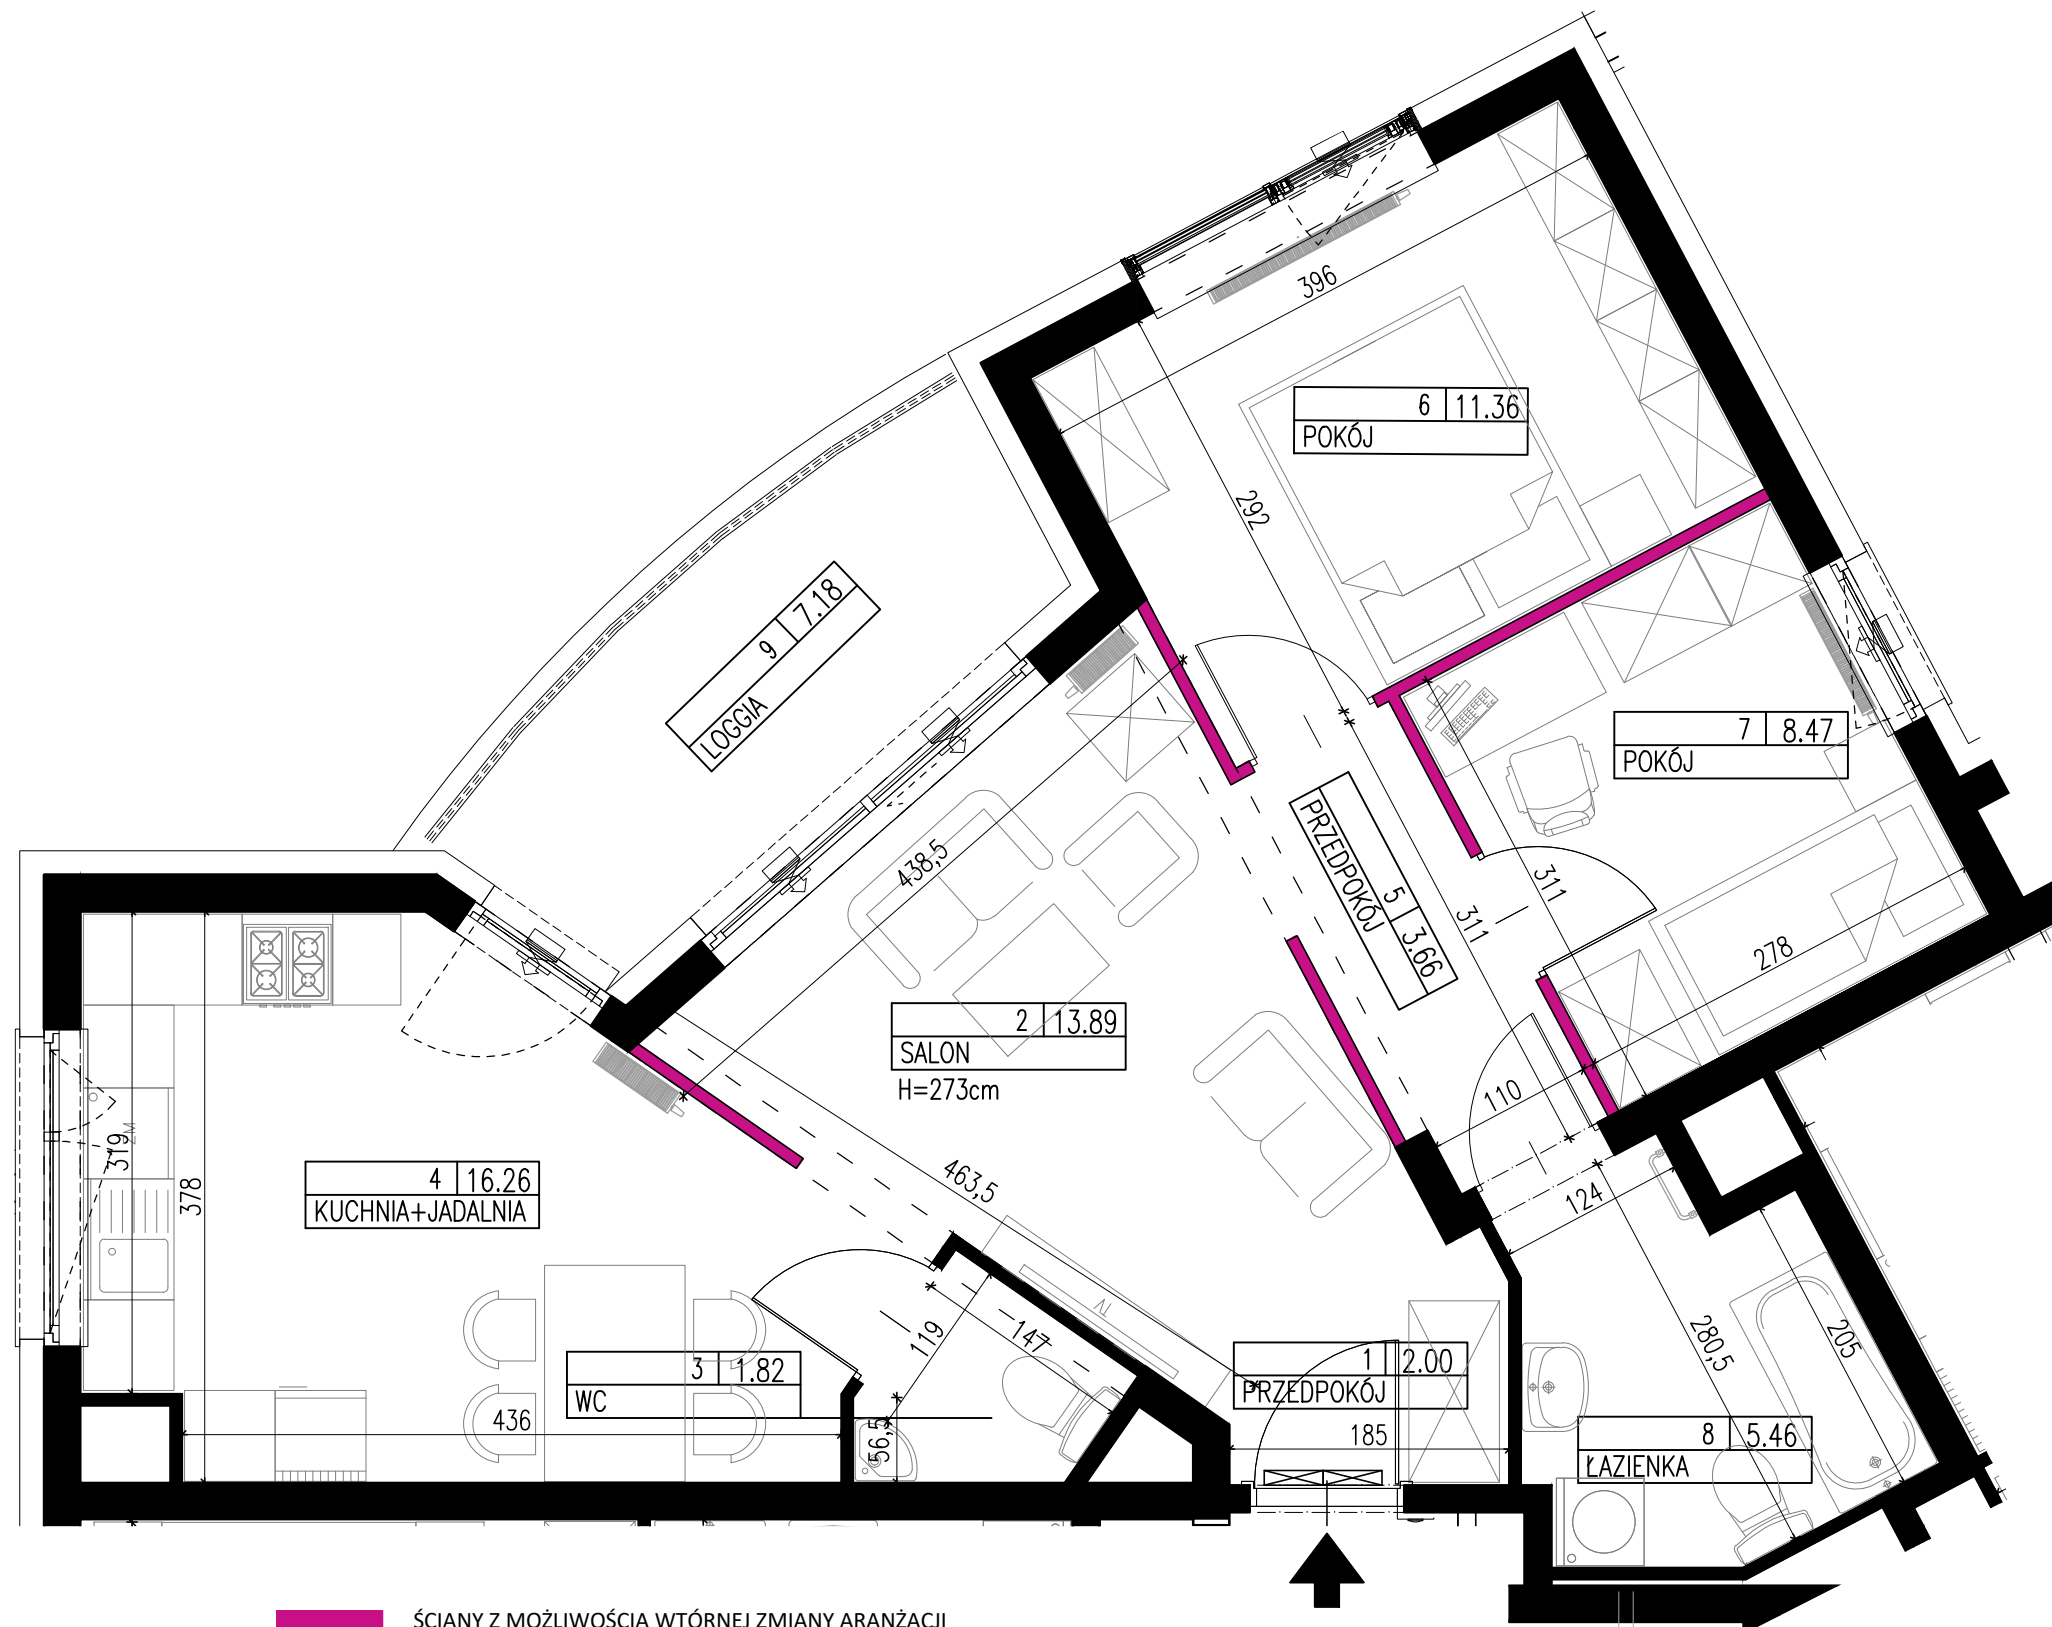 396
6 11.36
POKÓJ
292
9 7.18
LOGGIA
7 8.47
POKÓJ
438,5
5 3.66
PRZEDPOKÓJ
311
311
278
2 13.89
SALON
H=273cm
110
ZM
319
378
4 16.26
KUCHNIA+JADALNIA
463,5
124
TV
119
147
280,5
205
3 1.82
WC
1 2.00
PRZEDPOKÓJ
436
56,5
185
8 5.46
ŁAZIENKA
ŚCIANY Z MOŻLIWOŚCIĄ WTÓRNEJ ZMIANY ARANŻACJI